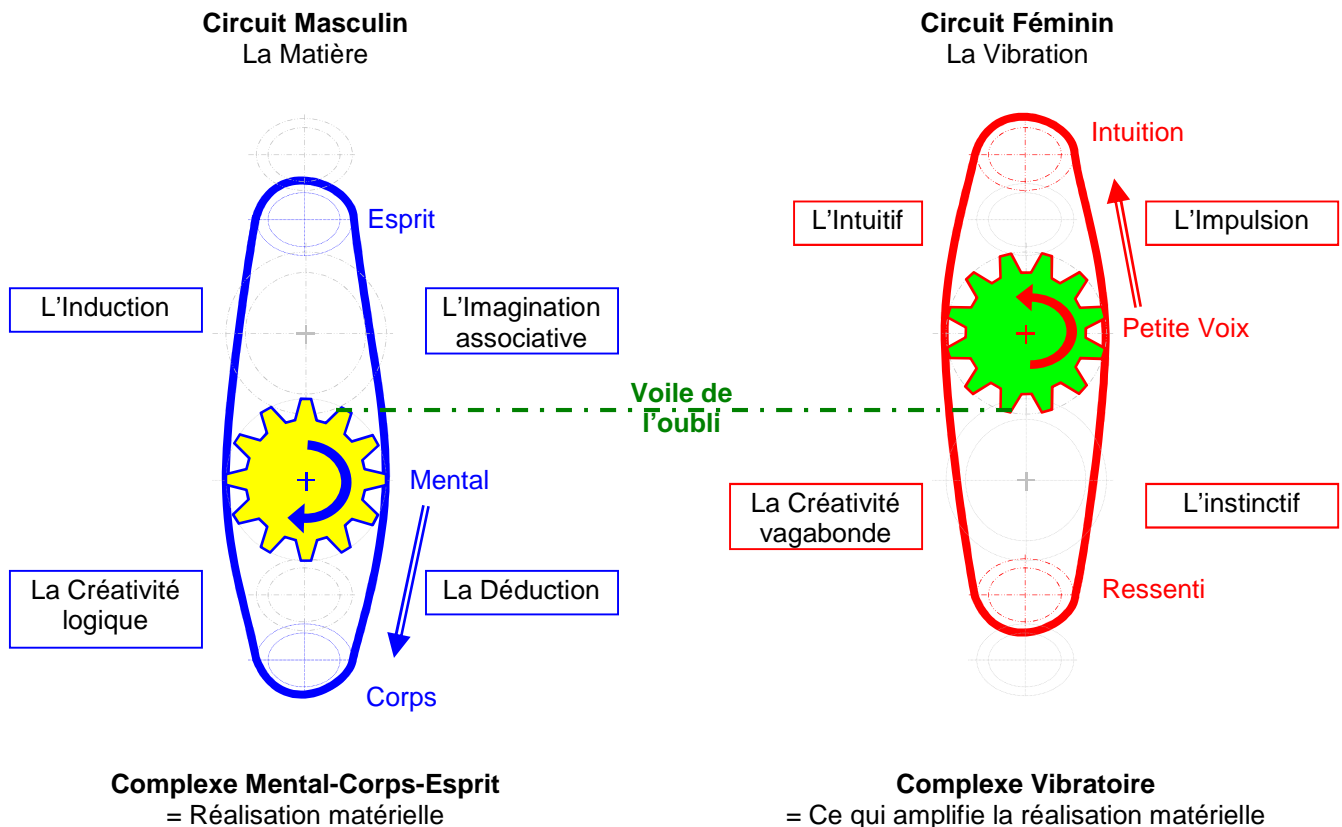 Circuit Masculin
La Matière
Circuit Féminin
La Vibration
Intuition
Esprit
L’Intuitif
L’Impulsion
L’Induction
L’Imagination
associative
Petite Voix
Voile de
l’oubli
Mental
La Créativité
vagabonde
L’instinctif
La Créativité
logique
La Déduction
Ressenti
Corps
Complexe Mental-Corps-Esprit
= Réalisation matérielle
Complexe Vibratoire
= Ce qui amplifie la réalisation matérielle